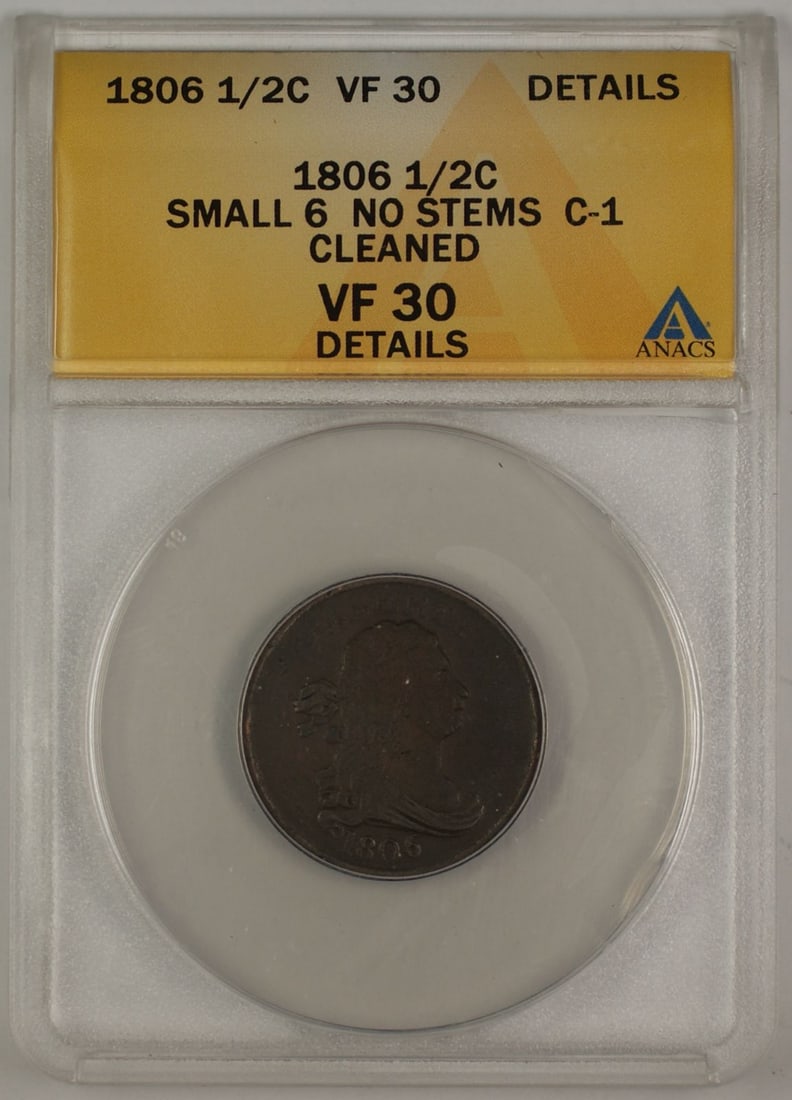 1806 1/2C VF 30 DETAILS
1806 1/2C
SMALL 6 NO STEMS C-1
CLEANED
VF 30
DETAILS
ANACS
1806